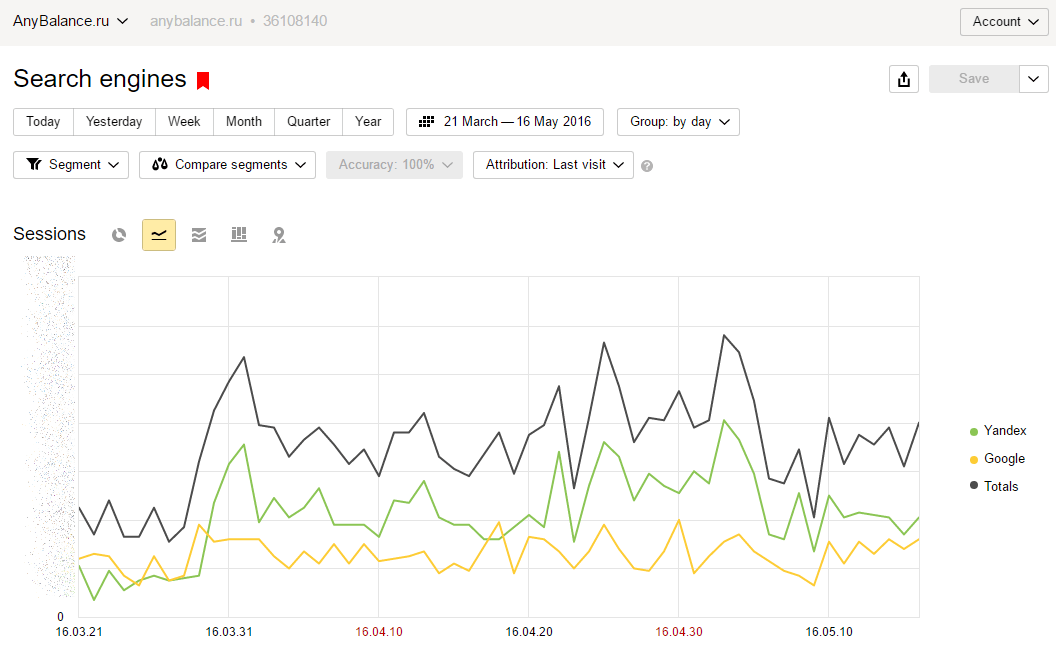 AnyBalance.ru anybalance.ru • 36108140 Account
Search engines Save
Today Yesterday Week Month Quarter Year 21 March — 16 May 2016 Group: by day
Segment Compare segments Accuracy: 100% Attribution: Last visit ?
Sessions
Yandex
Google
Totals
0
16.03.21 16.03.31 16.04.10 16.04.20 16.04.30 16.05.10